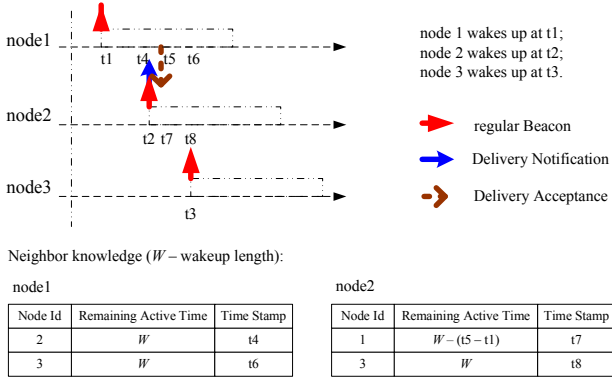 node1
t1 t4 t5 t6
node 1 wakes up at t1;
node 2 wakes up at t2;
node 3 wakes up at t3.
node2
t2 t7 t8
regular Beacon
Delivery Notification
node3
t3
Delivery Acceptance
Neighbor knowledge (W – wakeup length):
node1
Node Id Remaining Active Time Time Stamp
2 W t4
3 W t6
node2
Node Id Remaining Active Time Time Stamp
1 W – (t5 – t1) t7
3 W t8